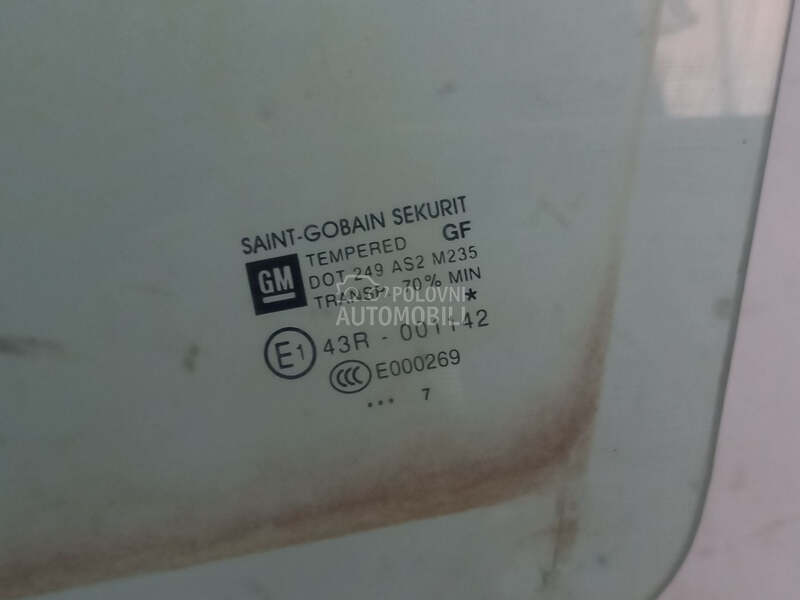 SAINT-GOBAIN SEKURIT
GF
TEMPERED
DOT 249 AS2 M235
TRANSP. 70% MIN
GM
*
POLOVNI
AUTOMOBILI
E1
43R - 001142
CCC
E000269
... 7